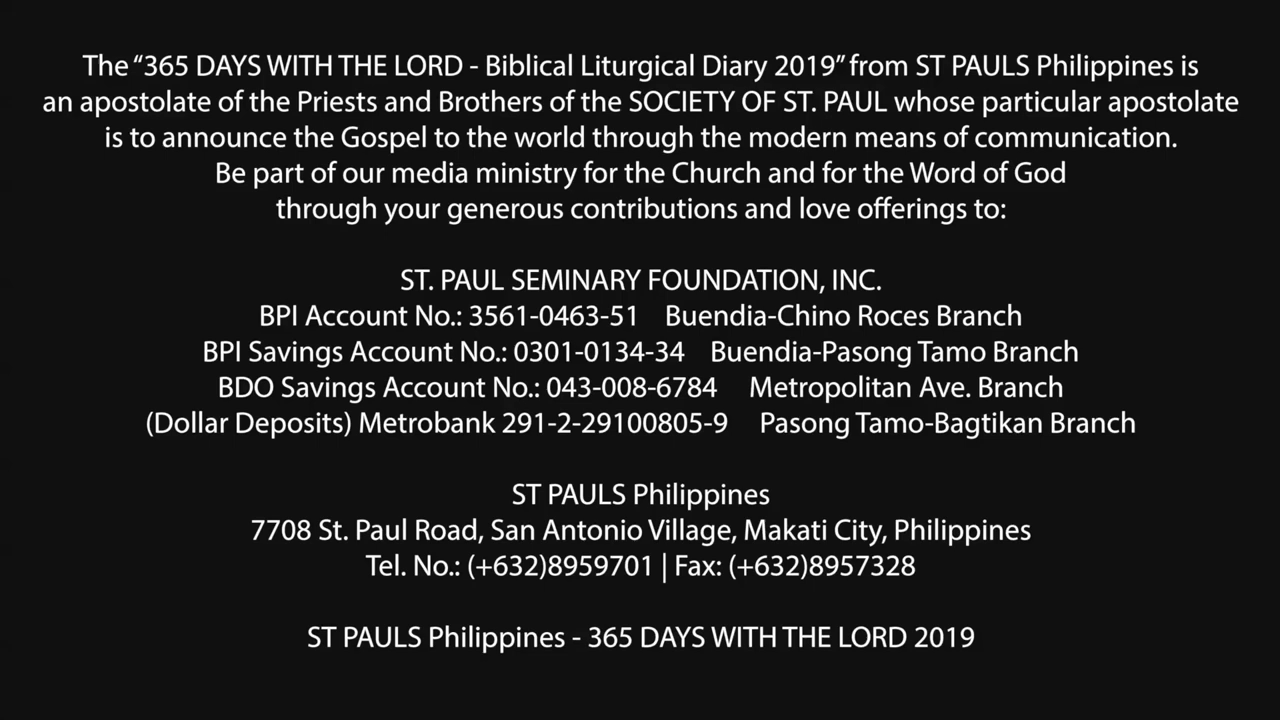 The “365 DAYS WITH THE LORD - Biblical Liturgical Diary 2019” from ST PAULS Philippines is
an apostolate of the Priests and Brothers of the SOCIETY OF ST. PAUL whose particular apostolate
is to announce the Gospel to the world through the modern means of communication.
Be part of our media ministry for the Church and for the Word of God
through your generous contributions and love offerings to:
ST. PAUL SEMINARY FOUNDATION, INC.
BPI Account No.: 3561-0463-51 Buendia-Chino Roces Branch
BPI Savings Account No.: 0301-0134-34 Buendia-Pasong Tamo Branch
BDO Savings Account No.: 043-008-6784 Metropolitan Ave. Branch
(Dollar Deposits) Metrobank 291-2-29100805-9 Pasong Tamo-Bagtikan Branch
ST PAULS Philippines
7708 St. Paul Road, San Antonio Village, Makati City, Philippines
Tel. No.: (+632)8959701 | Fax: (+632)8957328
ST PAULS Philippines - 365 DAYS WITH THE LORD 2019